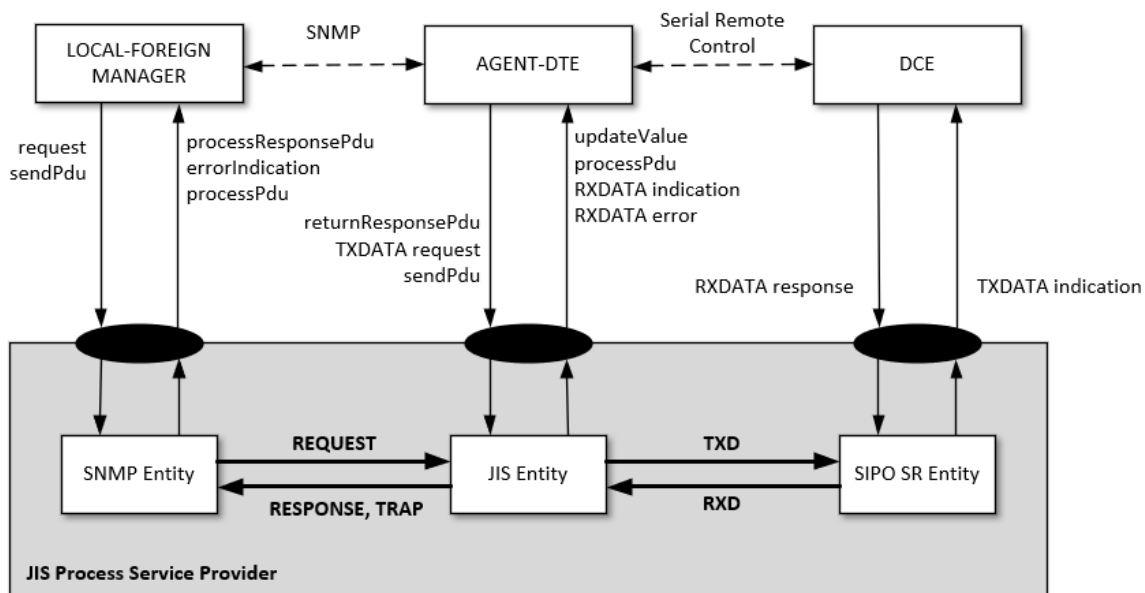 LOCAL-FOREIGN
MANAGER
SNMP
AGENT-DTE
Serial Remote
Control
DCE
request
sendPdu
processResponsePdu
errorIndication
processPdu
returnResponsePdu
TXDATA request
sendPdu
updateValue
processPdu
RXDATA indication
RXDATA error
RXDATA response
TXDATA indication
SNMP Entity
REQUEST
RESPONSE, TRAP
JIS Entity
TXD
RXD
SIPO SR Entity
JIS Process Service Provider